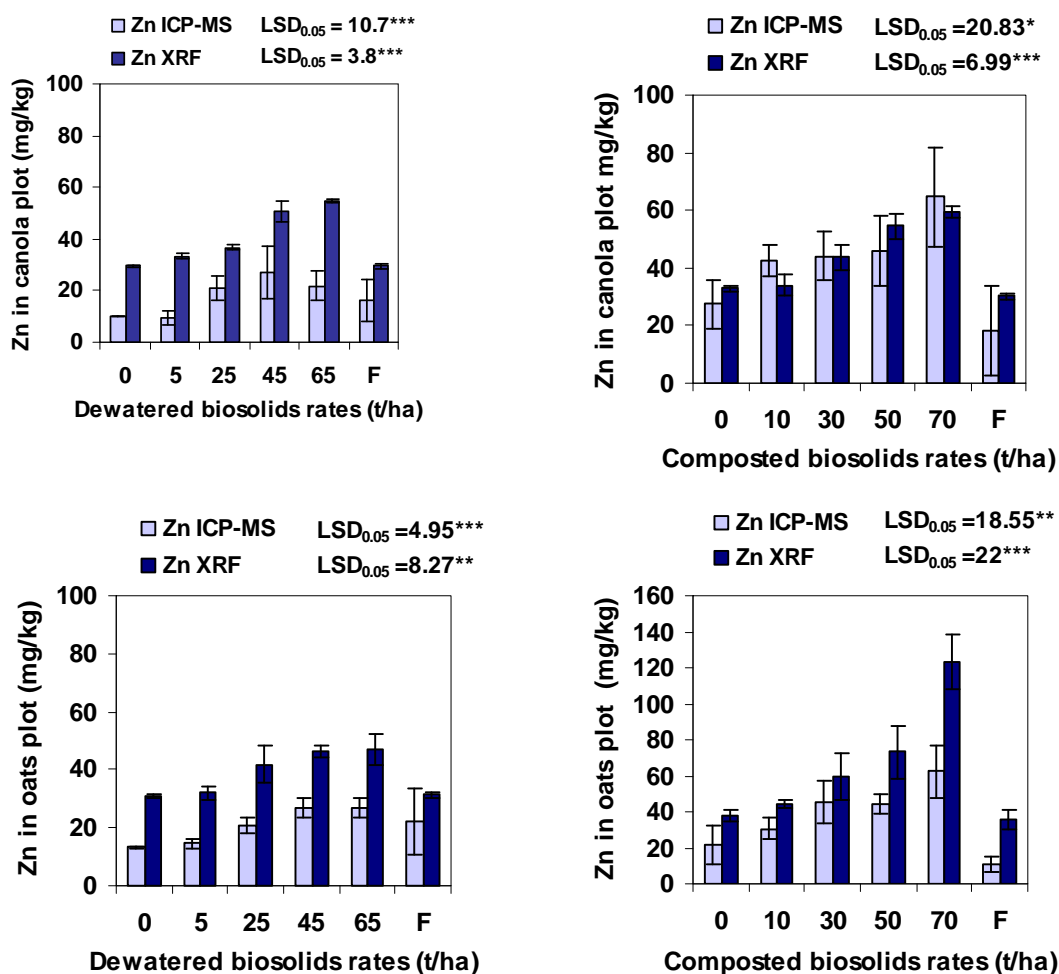 Zn ICP-MS LSD0.05 = 10.7***
Zn XRF LSD0.05 = 3.8***
Zn in canola plot (mg/kg)
100
80
60
40
20
0
0 5 25 45 65 F
Dewatered biosolids rates (t/ha)
Zn ICP-MS LSD0.05 =20.83*
Zn XRF LSD0.05 =6.99***
Zn in canola plot mg/kg)
100
80
60
40
20
0
0 10 30 50 70 F
Composted biosolids rates (t/ha)
Zn ICP-MS LSD0.05 =4.95***
Zn XRF LSD0.05 =8.27**
Zn in oats plot (mg/kg)
100
80
60
40
20
0
0 5 25 45 65 F
Dewatered biosolids rates (t/ha)
Zn ICP-MS LSD0.05 =18.55**
Zn XRF LSD0.05 =22***
Zn in oats plot (mg/kg)
160
140
120
100
80
60
40
20
0
0 10 30 50 70 F
Composted biosolids rates (t/ha)